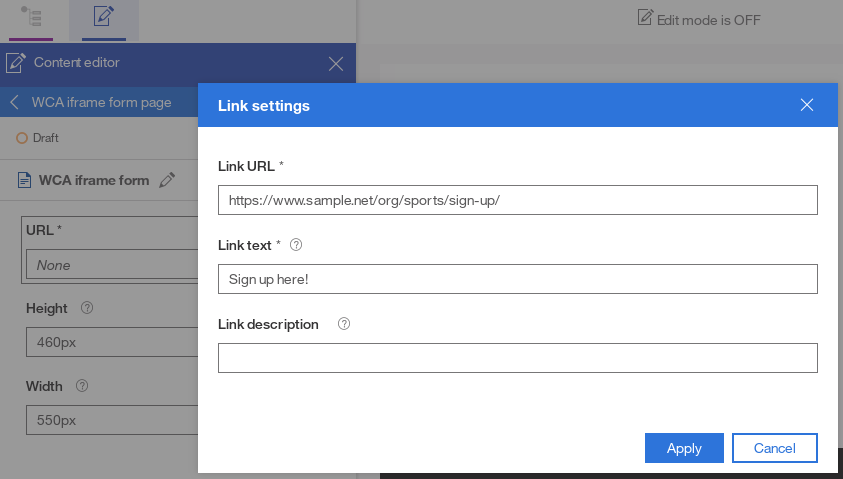 Edit mode is OFF
Content editor
WCA iframe form page
Draft
WCA iframe form
URL *
None
Height
460px
Width
550px
Link settings
Link URL *
https://www.sample.net/org/sports/sign-up/
Link text *
Sign up here!
Link description
Apply
Cancel